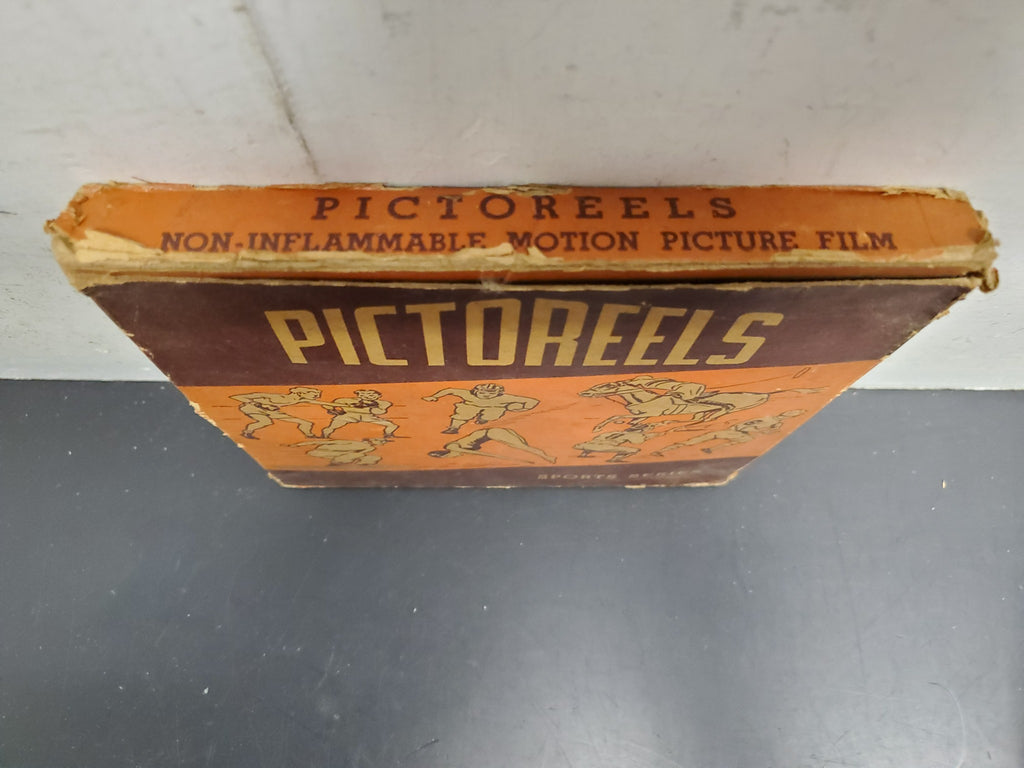 PICTOREELS
NON-INFLAMMABLE MOTION PICTURE FILM
PICTOREELS
SPORTS SERIES